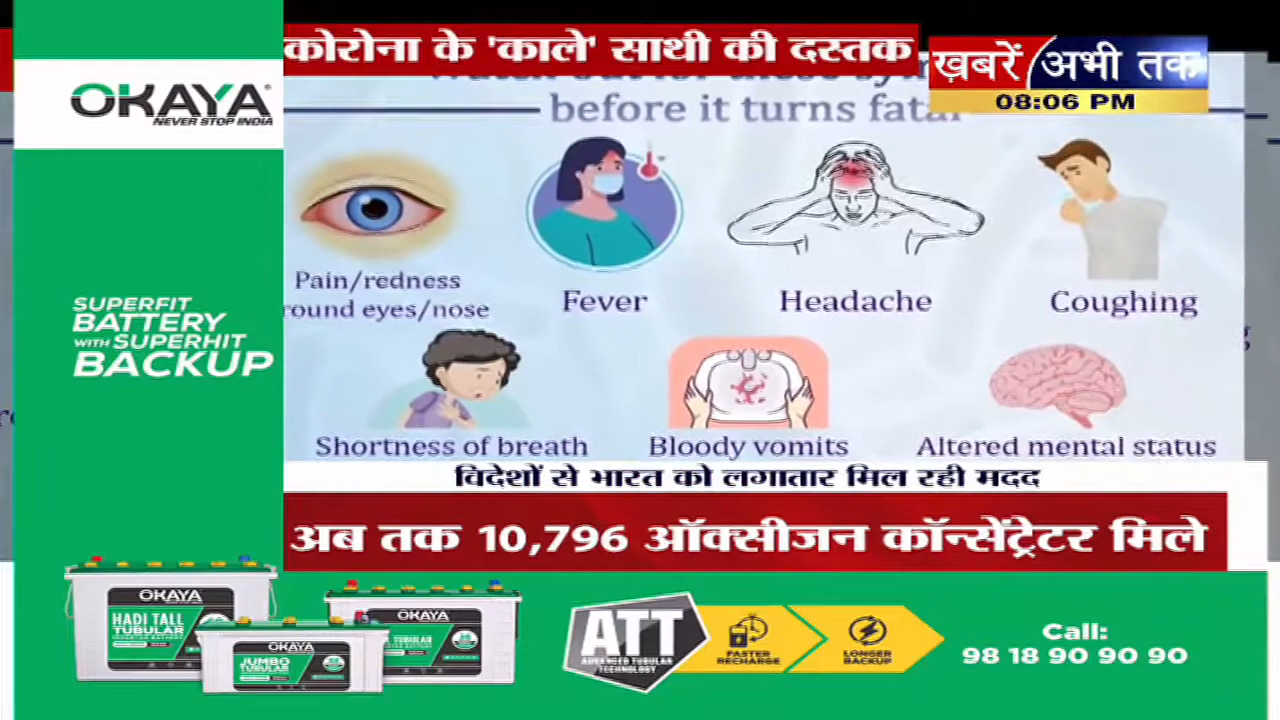 कोरोना के 'काले' साथी की दस्तक
ख़बरें अभी तक
08:06 PM
OKAYA
NEVER STOP INDIA
before it turns fatal
Pain/redness
round eyes/nose
Fever
Headache
Coughing
Shortness of breath
Bloody vomits
Altered mental status
SUPERFIT
BATTERY
WITH SUPERHIT
BACKUP
विदेशों से भारत को लगातार मिल रही मदद
अब तक 10,796 ऑक्सीजन कॉन्सेंट्रेटर मिले
OKAYA
HADI TALL
TUBULAR
OKAYA
JUMBO
TUBULAR
OKAYA
TUBULAR
ATT
ADVANCED TUBULAR
TECHNOLOGY
FASTER
RECHARGE
LONGER
BACKUP
Call:
98 18 90 90 90